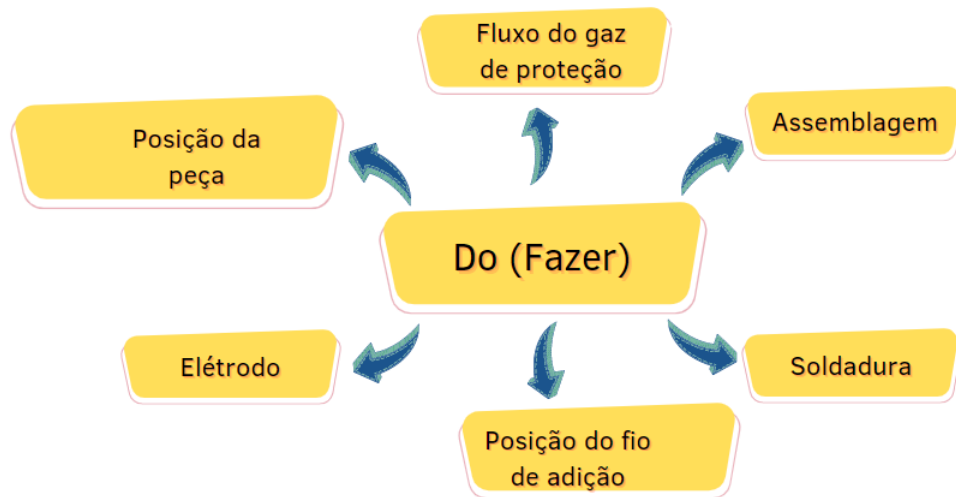 Fluxo do gaz
de proteção
Assemblagem
Posição da
peça
Do (Fazer)
Elétrodo
Soldadura
Posição do fio
de adição